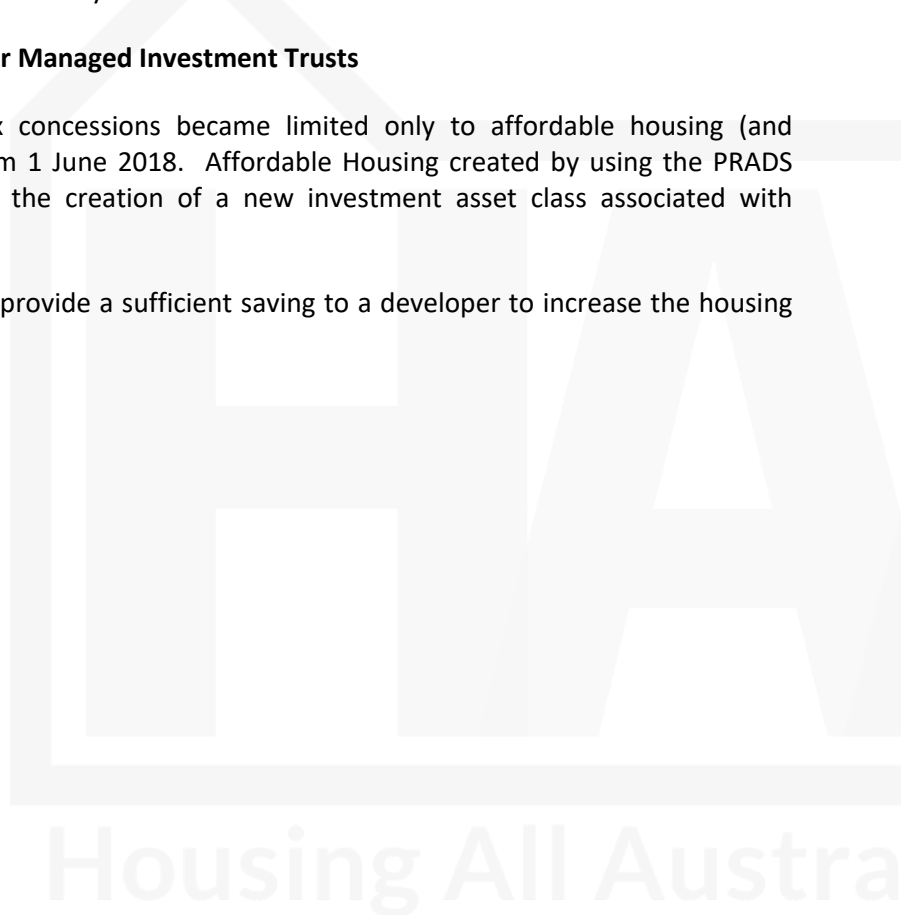 r Managed Investment Trusts
concessions became limited only to affordable housing (and
m 1 June 2018. Affordable Housing created by using the PRADS
the creation of a new investment asset class associated with
provide a sufficient saving to a developer to increase the housing
HA
Housing All Austra